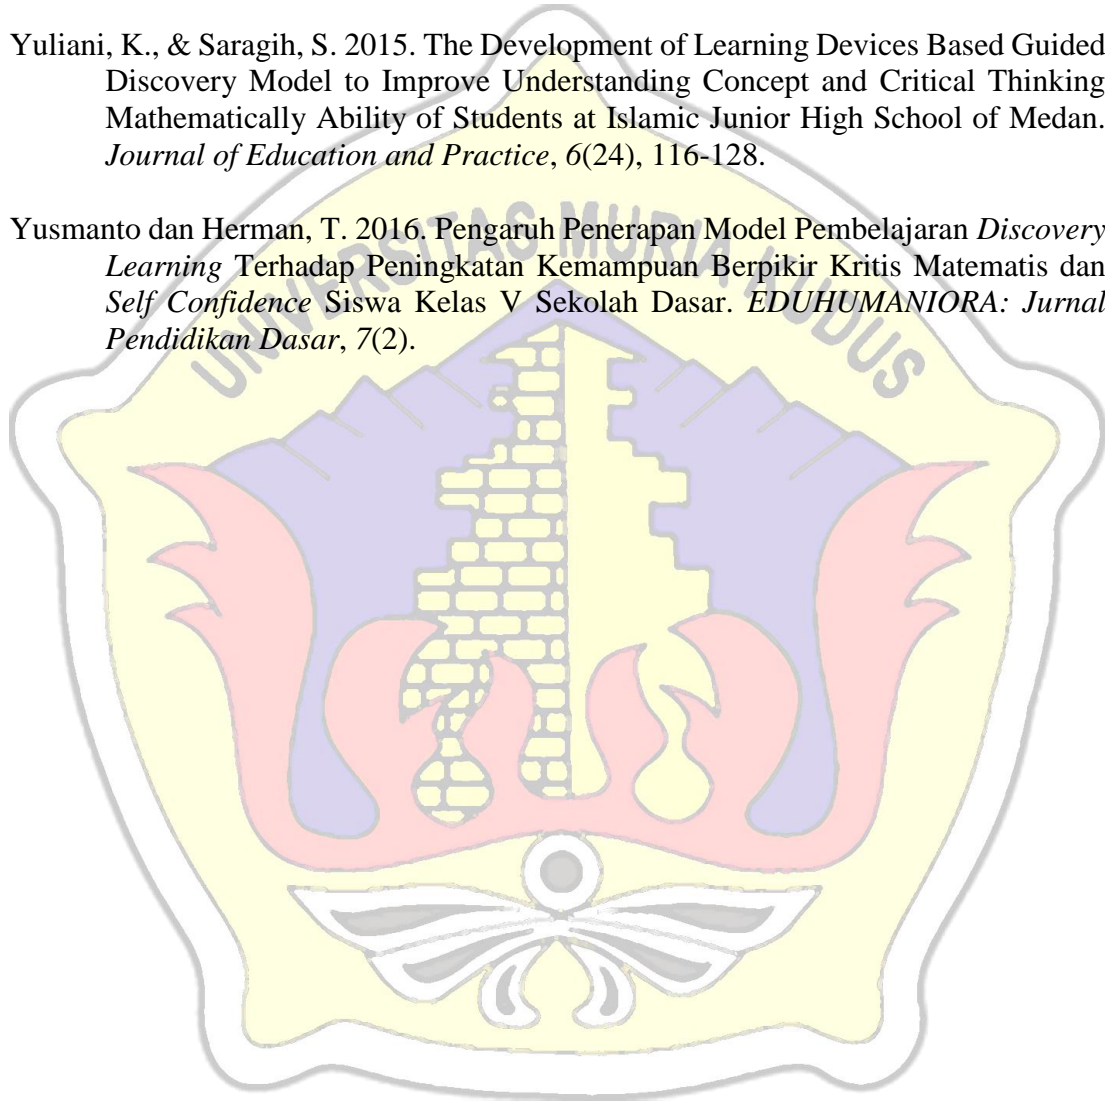 Yuliani, K., & Saragih, S. 2015. The Development of Learning Devices Based Guided
Discovery Model to Improve Understanding Concept and Critical Thinking
Mathematically Ability of Students at Islamic Junior High School of Medan.
Journal of Education and Practice, 6(24), 116-128.
Yusmanto dan Herman, T. 2016. Pengaruh Penerapan Model Pembelajaran Discovery
Learning Terhadap Peningkatan Kemampuan Berpikir Kritis Matematis dan
Self Confidence Siswa Kelas V Sekolah Dasar. EDUHUMANIORA: Jurnal
Pendidikan Dasar, 7(2).
UNIVERSITAS MURIA KUDUS